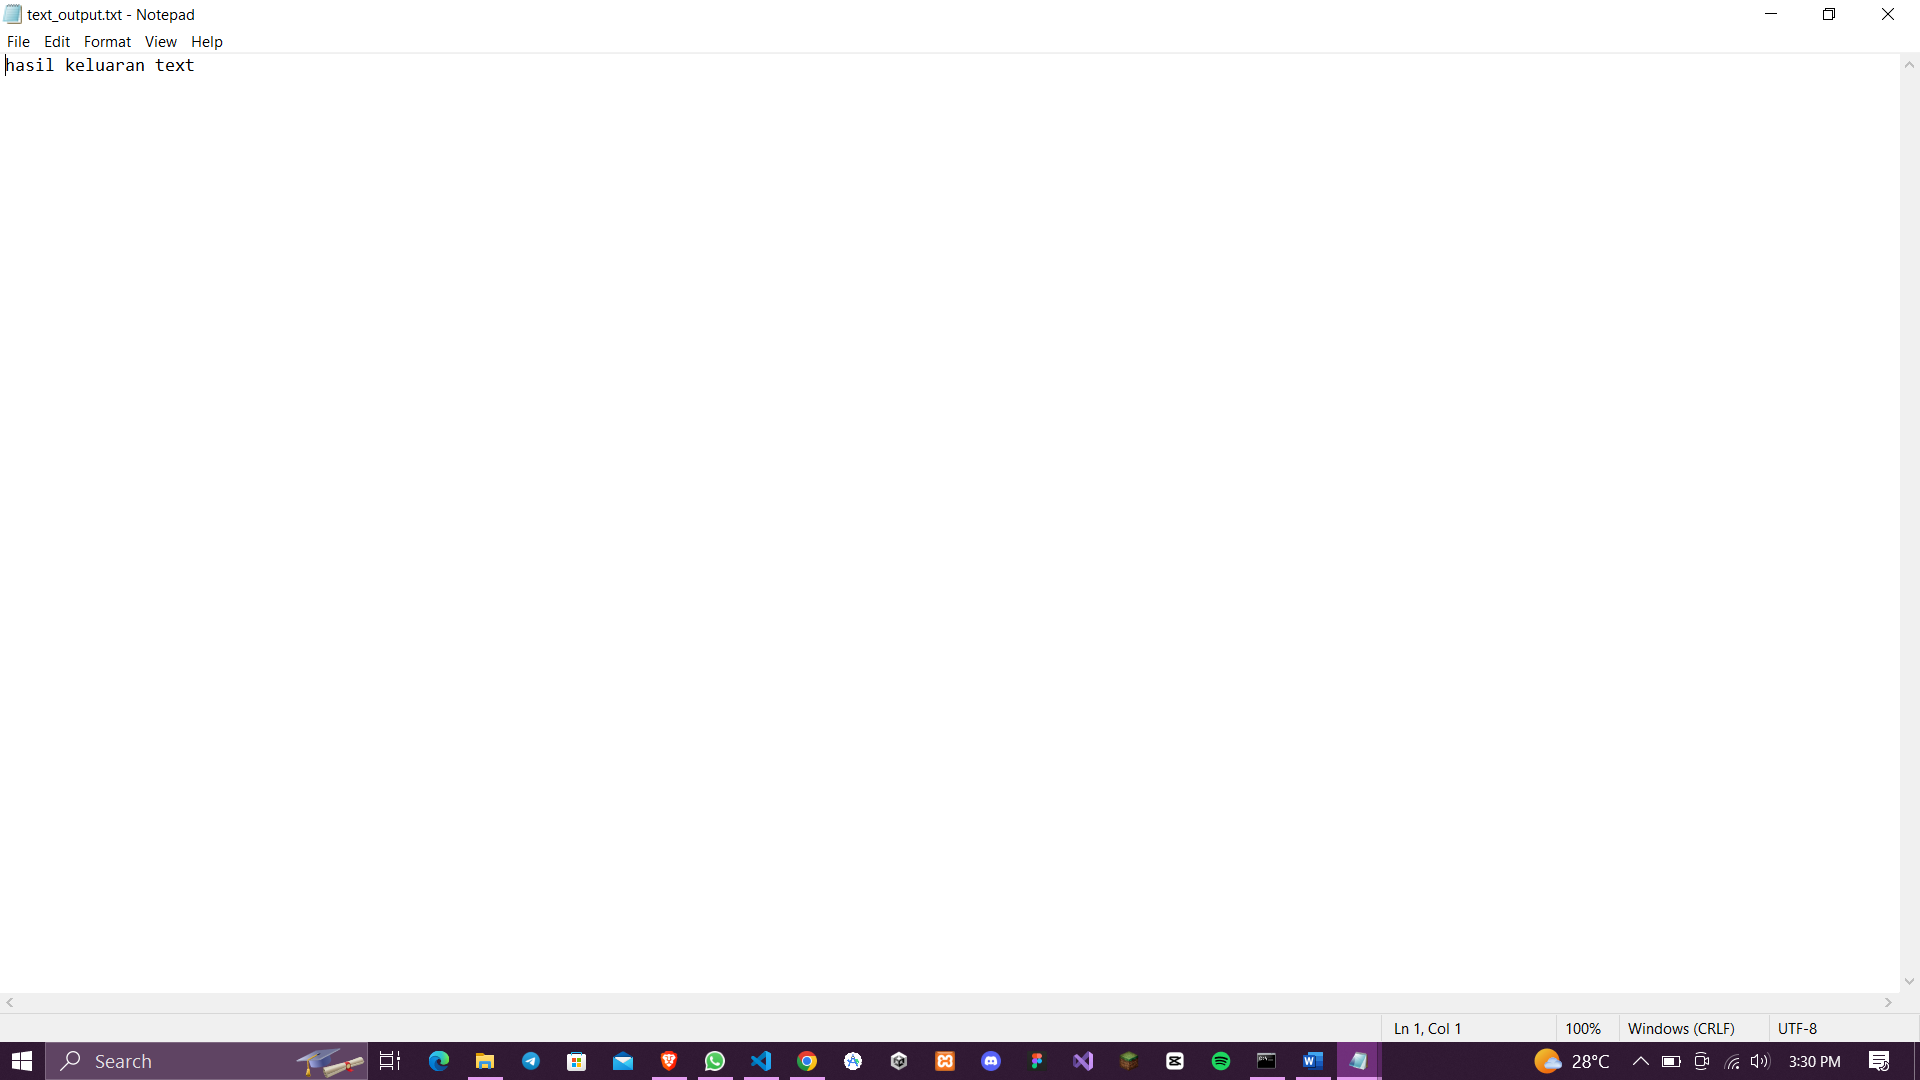 text_output.txt - Notepad
File Edit Format View Help
hasil keluaran text
Ln 1, Col 1 100% Windows (CRLF) UTF-8
Search 28°C 3:30 PM